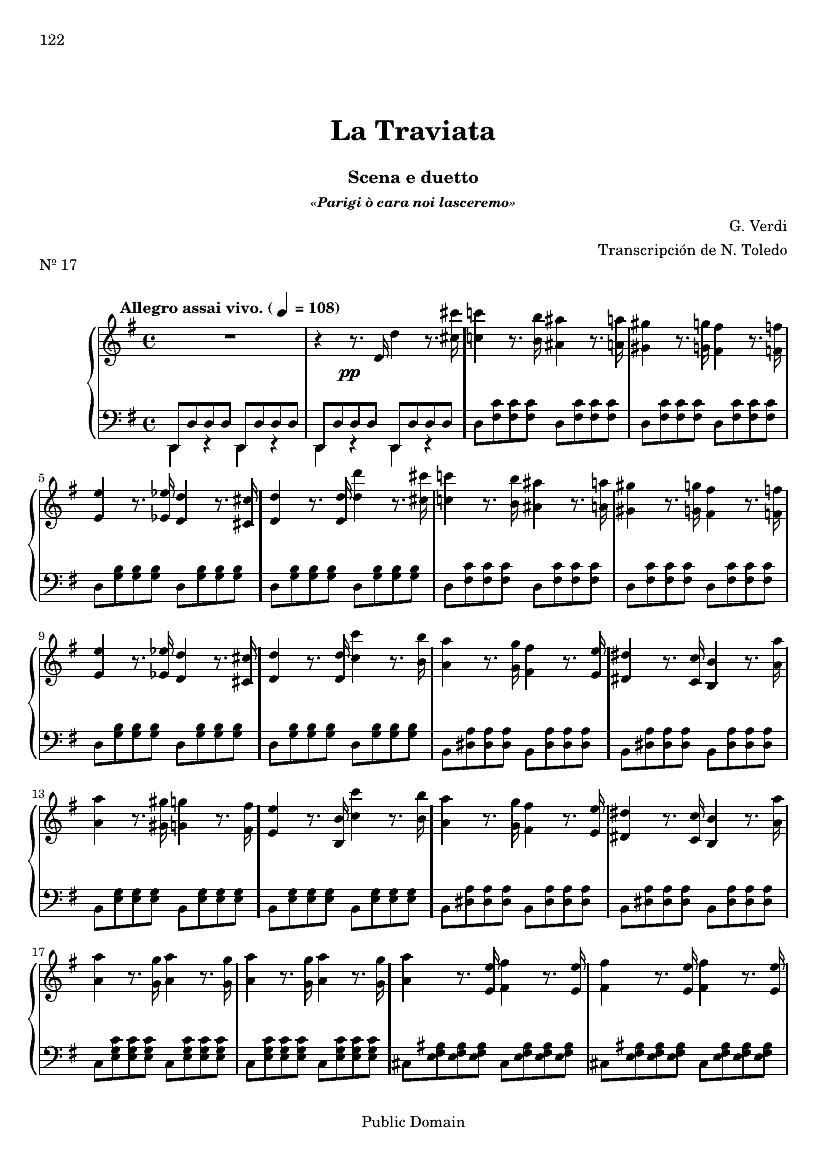 122
La Traviata
Scena e duetto
«Parigi ò cara noi lasceremo»
G. Verdi
Transcripción de N. Toledo
Nº 17
Allegro assai vivo. (♩ = 108)
pp
5
9
13
17
Public Domain